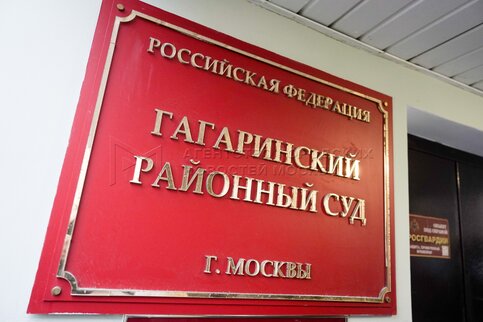 РОССИЙСКАЯ ФЕДЕРАЦИЯ
ГАГАРИНСКИЙ
РАЙОННЫЙ СУД
Г. МОСКВЫ
РОСГВАРДИИ